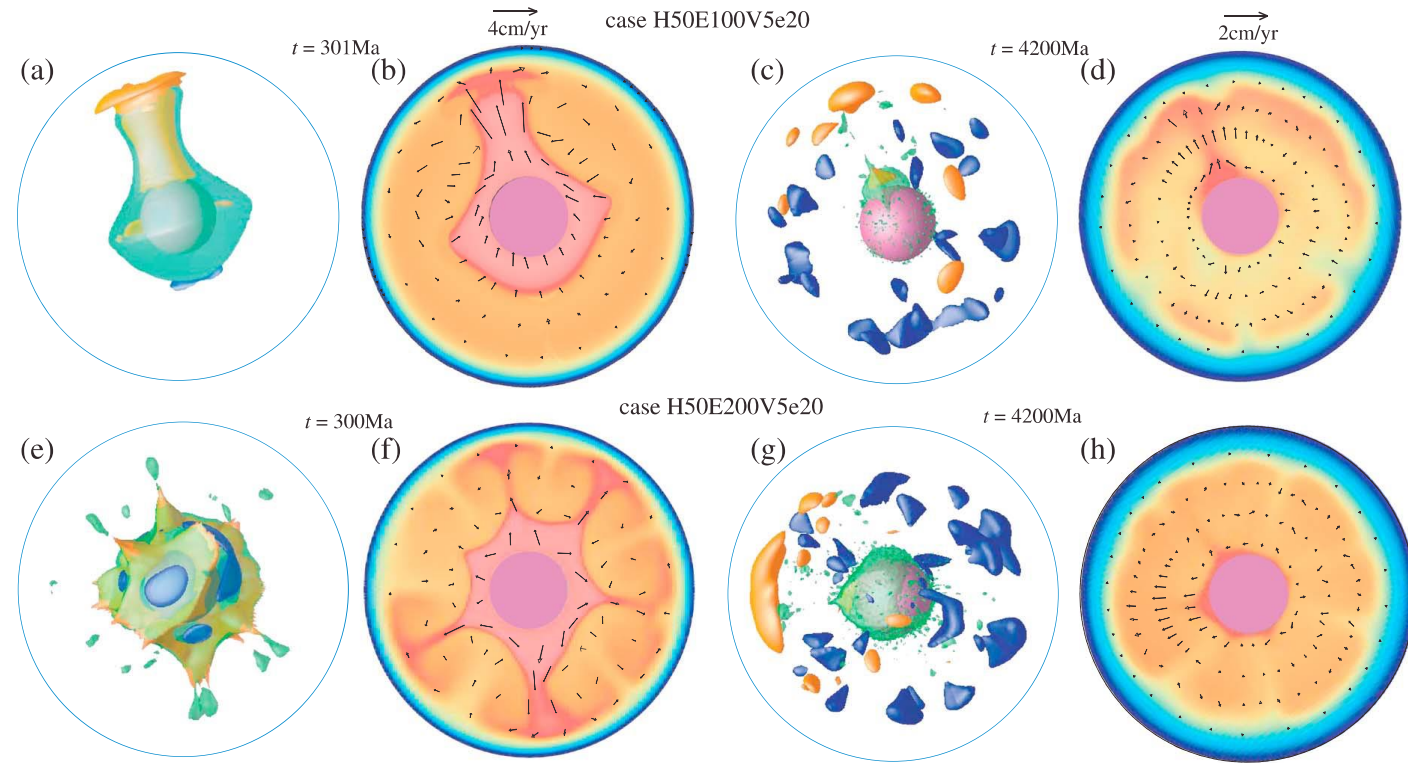 case H50E100V5e20
4cm/yr
2cm/yr
t = 301Ma
t = 4200Ma
(a)
(b)
(c)
(d)
case H50E200V5e20
t = 300Ma
t = 4200Ma
(e)
(f)
(g)
(h)